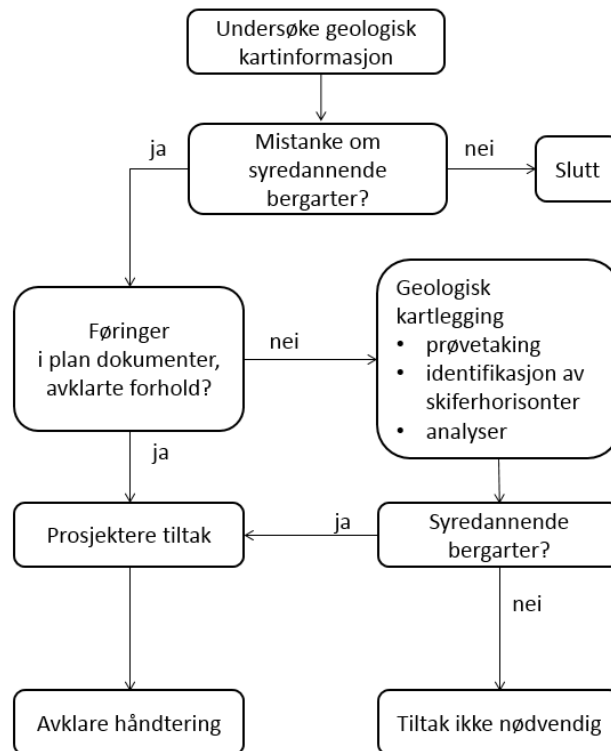 Undersøke geologisk
kartinformasjon
Mistanke om
syredannende
bergarter?
ja
nei
Slutt
Føringer
i plan dokumenter,
avklarte forhold?
nei
Geologisk
kartlegging
• prøvetaking
• identifikasjon av
skiferhorisonter
• analyser
ja
Prosjektere tiltak
ja
Syredannende
bergarter?
nei
Avklare håndtering
Tiltak ikke nødvendig